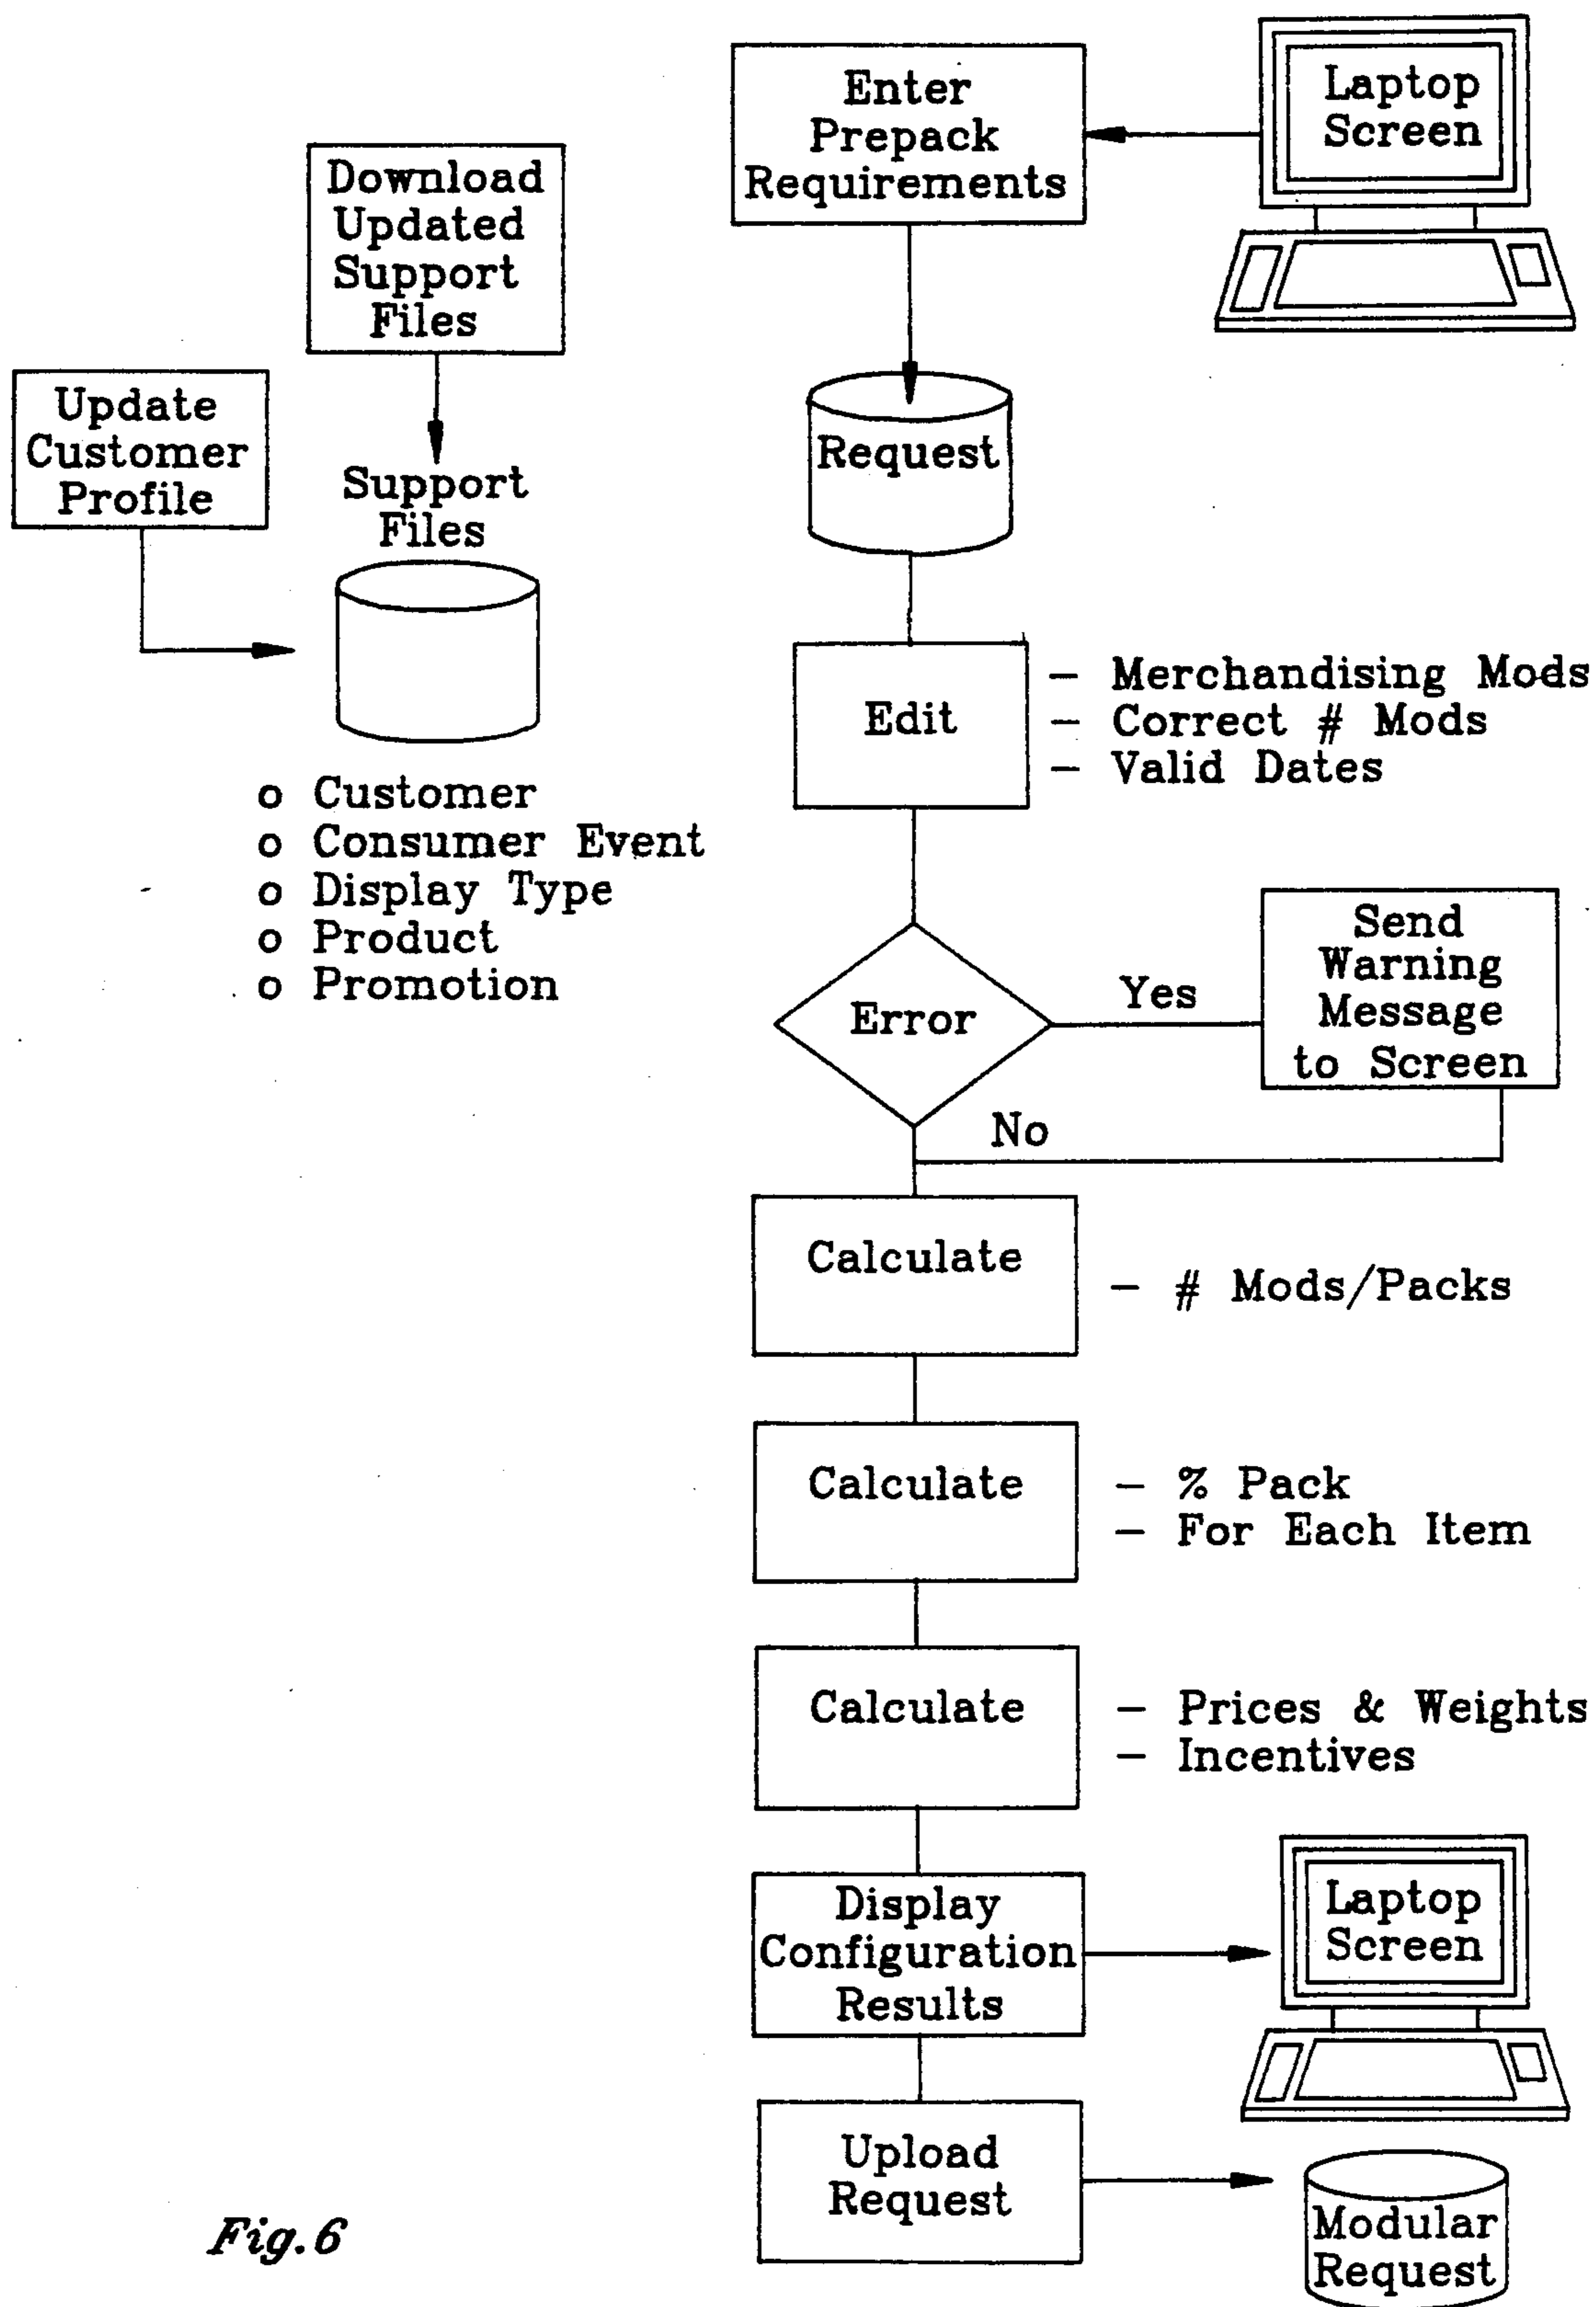 Enter
Prepack
Requirements
Laptop
Screen
Download
Updated
Support
Files
Update
Customer
Profile
Support
Files
Request
Edit
- Merchandising Mods
- Correct # Mods
- Valid Dates
o Customer
o Consumer Event
o Display Type
o Product
o Promotion
Error
Yes
Send
Warning
Message
to Screen
No
Calculate
- # Mods/Packs
Calculate
- % Pack
- For Each Item
Calculate
- Prices & Weights
- Incentives
Display
Configuration
Results
Laptop
Screen
Upload
Request
Modular
Request
Fig.6